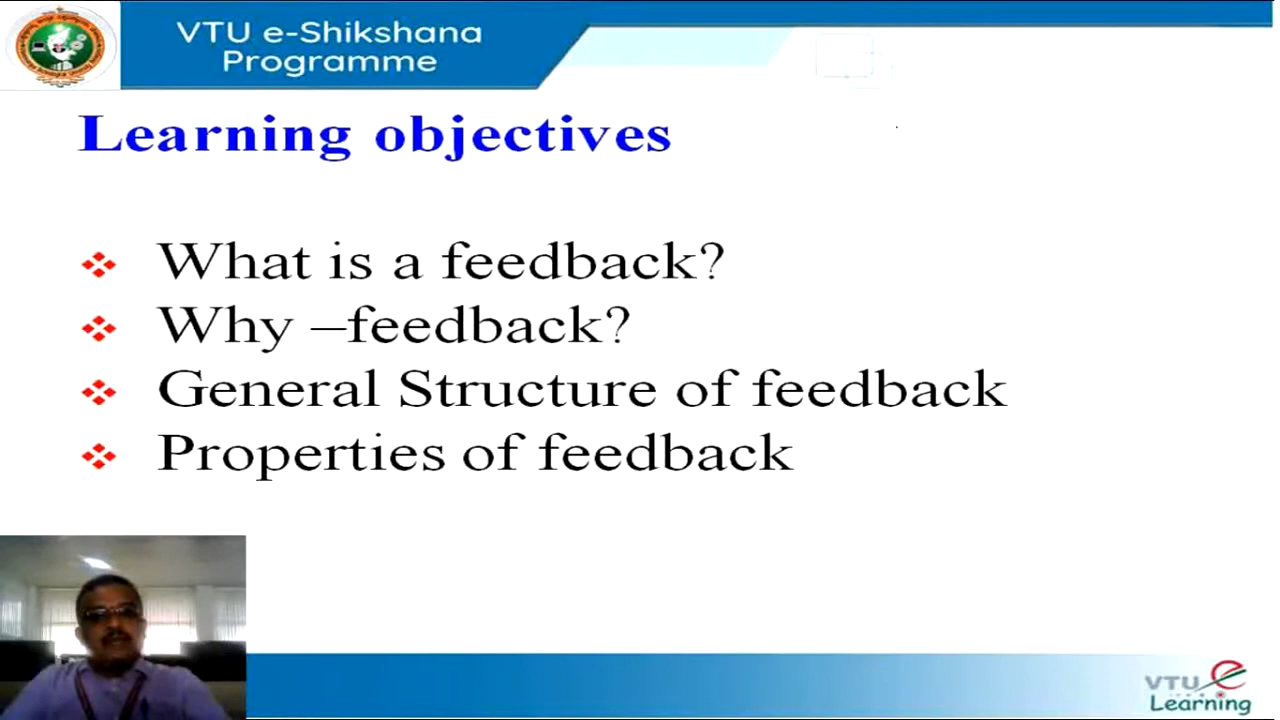 VTU e-Shikshana
Programme
Learning objectives
What is a feedback?
Why –feedback?
General Structure of feedback
Properties of feedback
VTU e
Learning